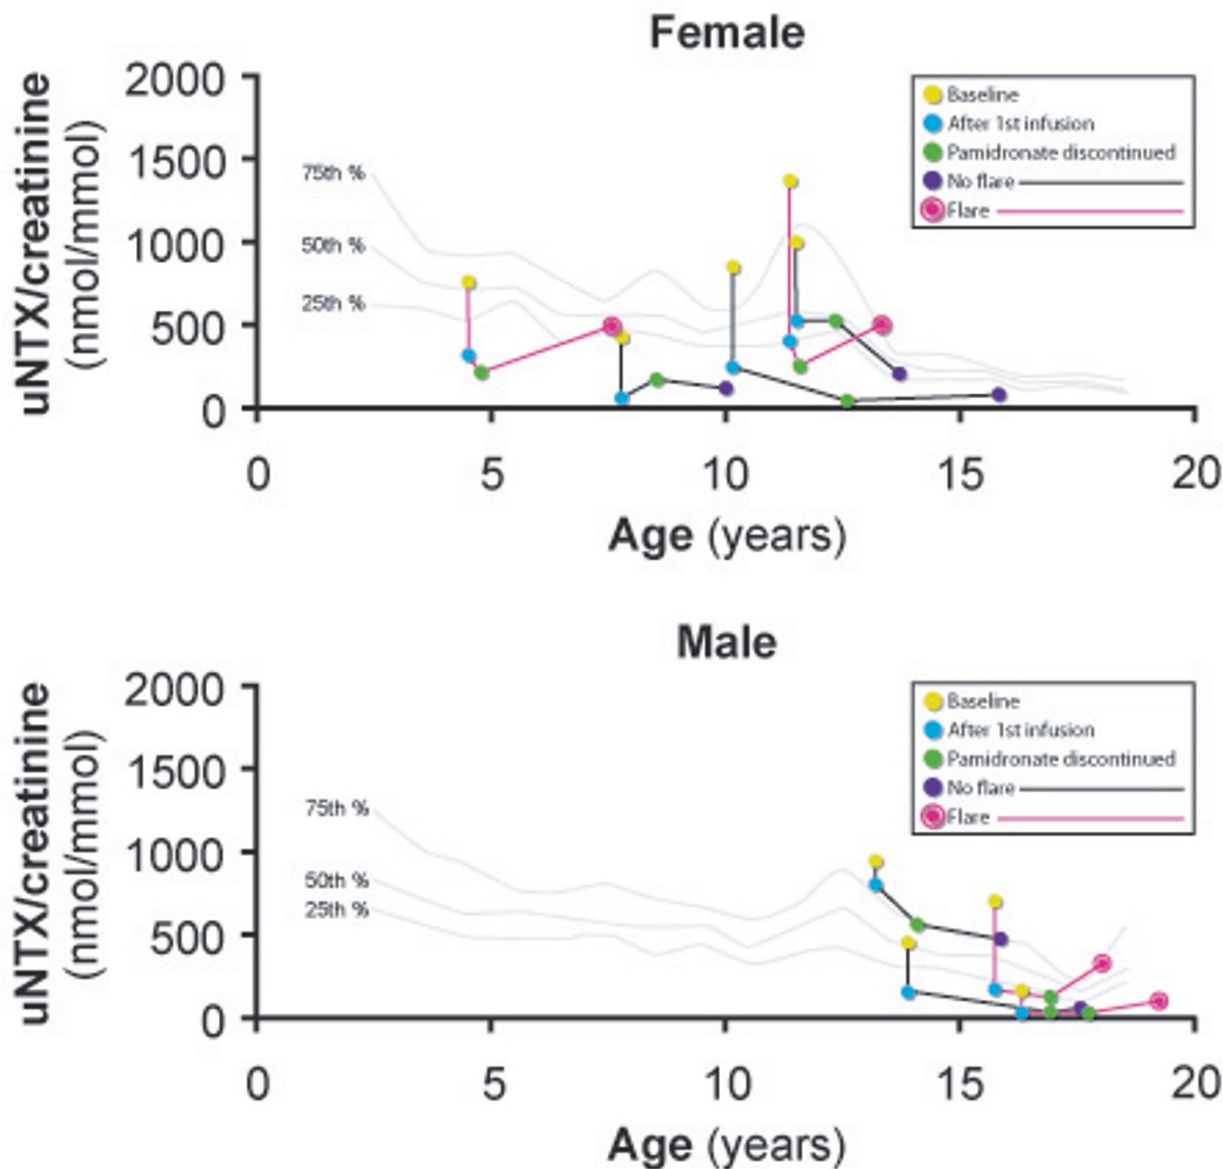 Female
uNTX/creatinine
(nmol/mmol)
2000
1500
1000
500
0
75th %
50th %
25th %
Baseline
After 1st infusion
Pamidronate discontinued
No flare
Flare
0 5 10 15 20
Age (years)
Male
uNTX/creatinine
(nmol/mmol)
2000
1500
1000
500
0
75th %
50th %
25th %
Baseline
After 1st infusion
Pamidronate discontinued
No flare
Flare
0 5 10 15 20
Age (years)